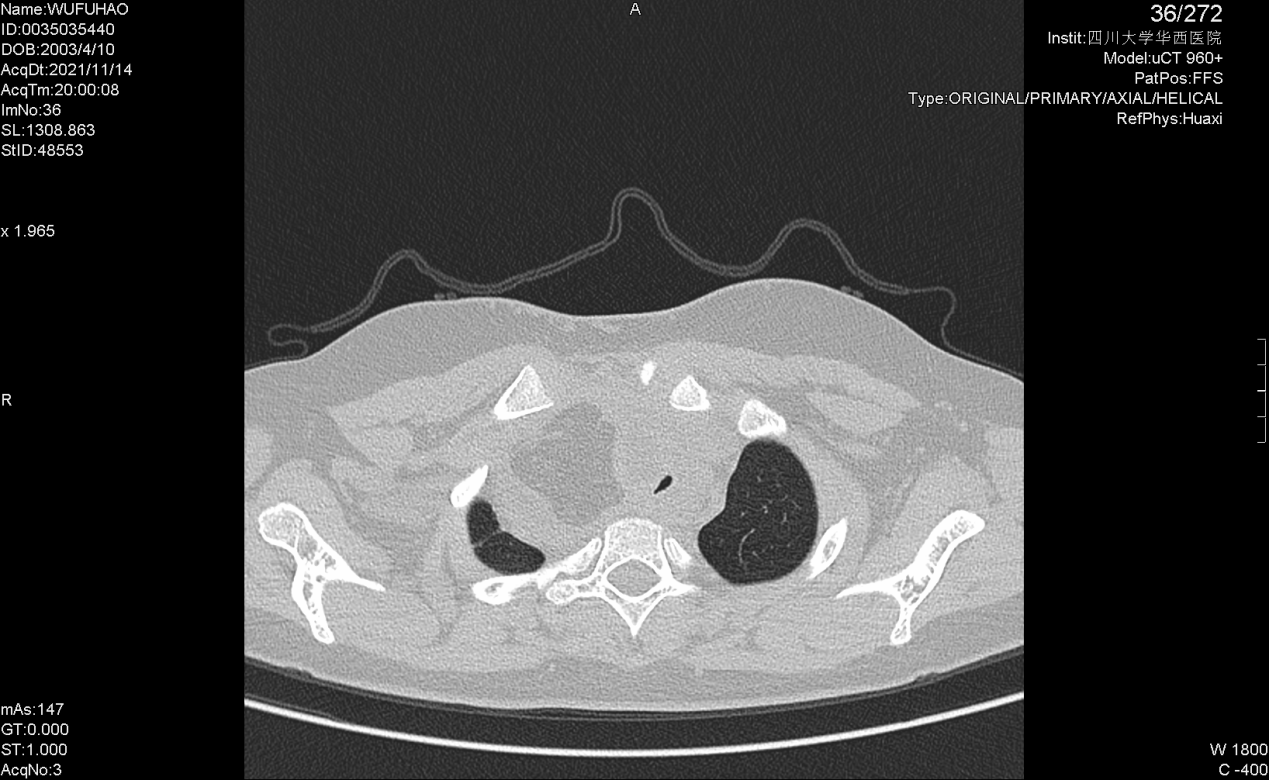 Name:WUFUHAO
ID:0035035440
DOB:2003/4/10
AcqDt:2021/11/14
AcqTm:20:00:08
ImNo:36
SL:1308.863
StID:48553
x 1.965
A
36/272
Instit:四川大学华西医院
Model:uCT 960+
PatPos:FFS
Type:ORIGINAL/PRIMARY/AXIAL/HELICAL
RefPhys:Huaxi
R
mAs:147
GT:0.000
ST:1.000
AcqNo:3
W 1800
C -400